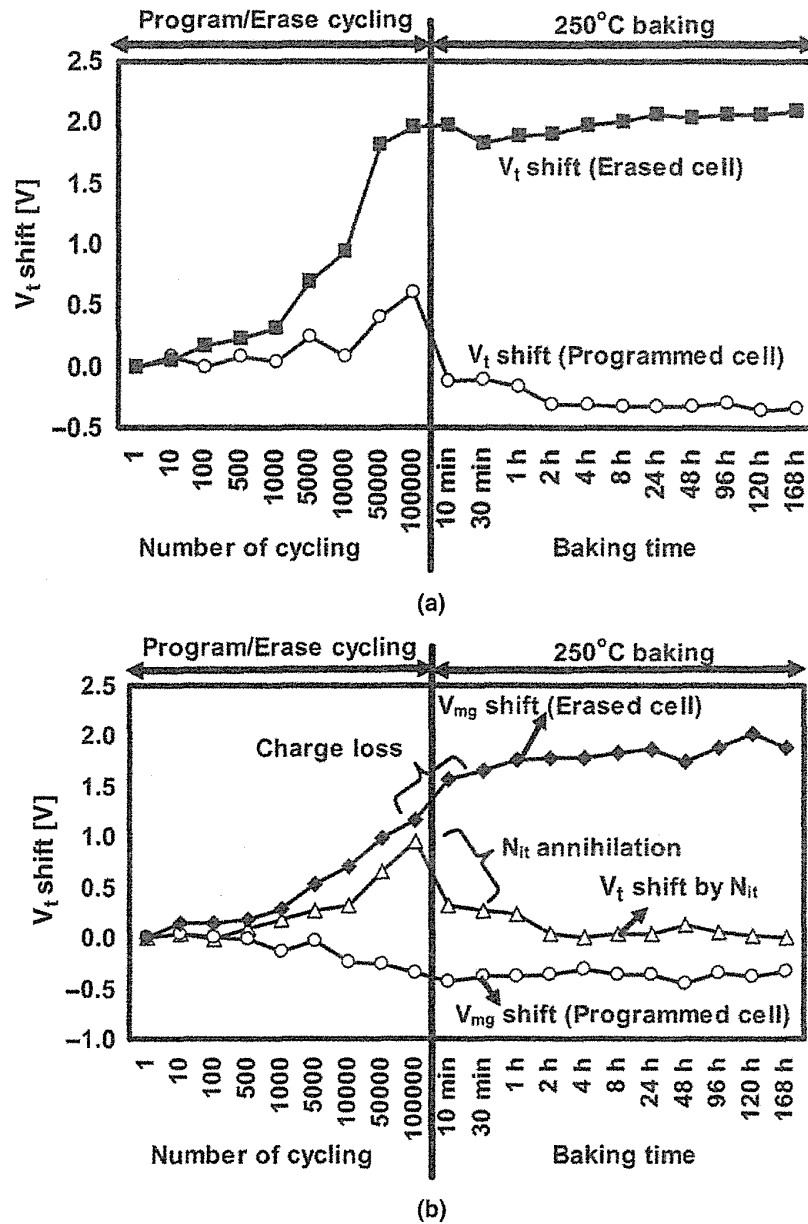 Program/Erase cycling
250°C baking
2.5
2.0
1.5
1.0
0.5
0.0
−0.5
Vt shift [V]
Vt shift (Erased cell)
Vt shift (Programmed cell)
1
10
100
500
1000
5000
10000
50000
100000
10 min
30 min
1 h
2 h
4 h
8 h
24 h
48 h
96 h
120 h
168 h
Number of cycling
Baking time
(a)
Program/Erase cycling
250°C baking
2.5
2.0
1.5
1.0
0.5
0.0
−0.5
−1.0
Vt shift [V]
Vmg shift (Erased cell)
Charge loss
Nit annihilation
Vt shift by Nit
Vmg shift (Programmed cell)
1
10
100
500
1000
5000
10000
50000
100000
10 min
30 min
1 h
2 h
4 h
8 h
24 h
48 h
96 h
120 h
168 h
Number of cycling
Baking time
(b)